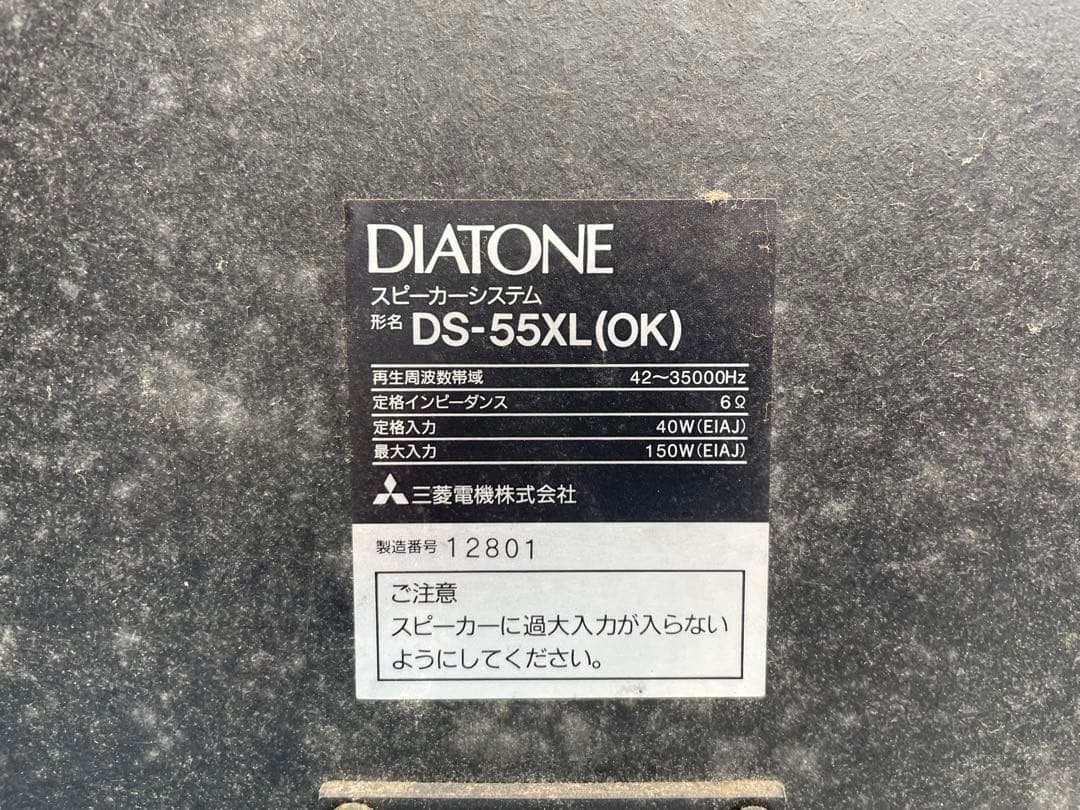 DIATONE
スピーカーシステム
形名 DS-55XL(OK)
再生周波数帯域 42〜35000Hz
定格インピーダンス 6Ω
定格入力 40W(EIAJ)
最大入力 150W(EIAJ)
三菱電機株式会社
製造番号 12801
ご注意
スピーカーに過大入力が入らない
ようにしてください。